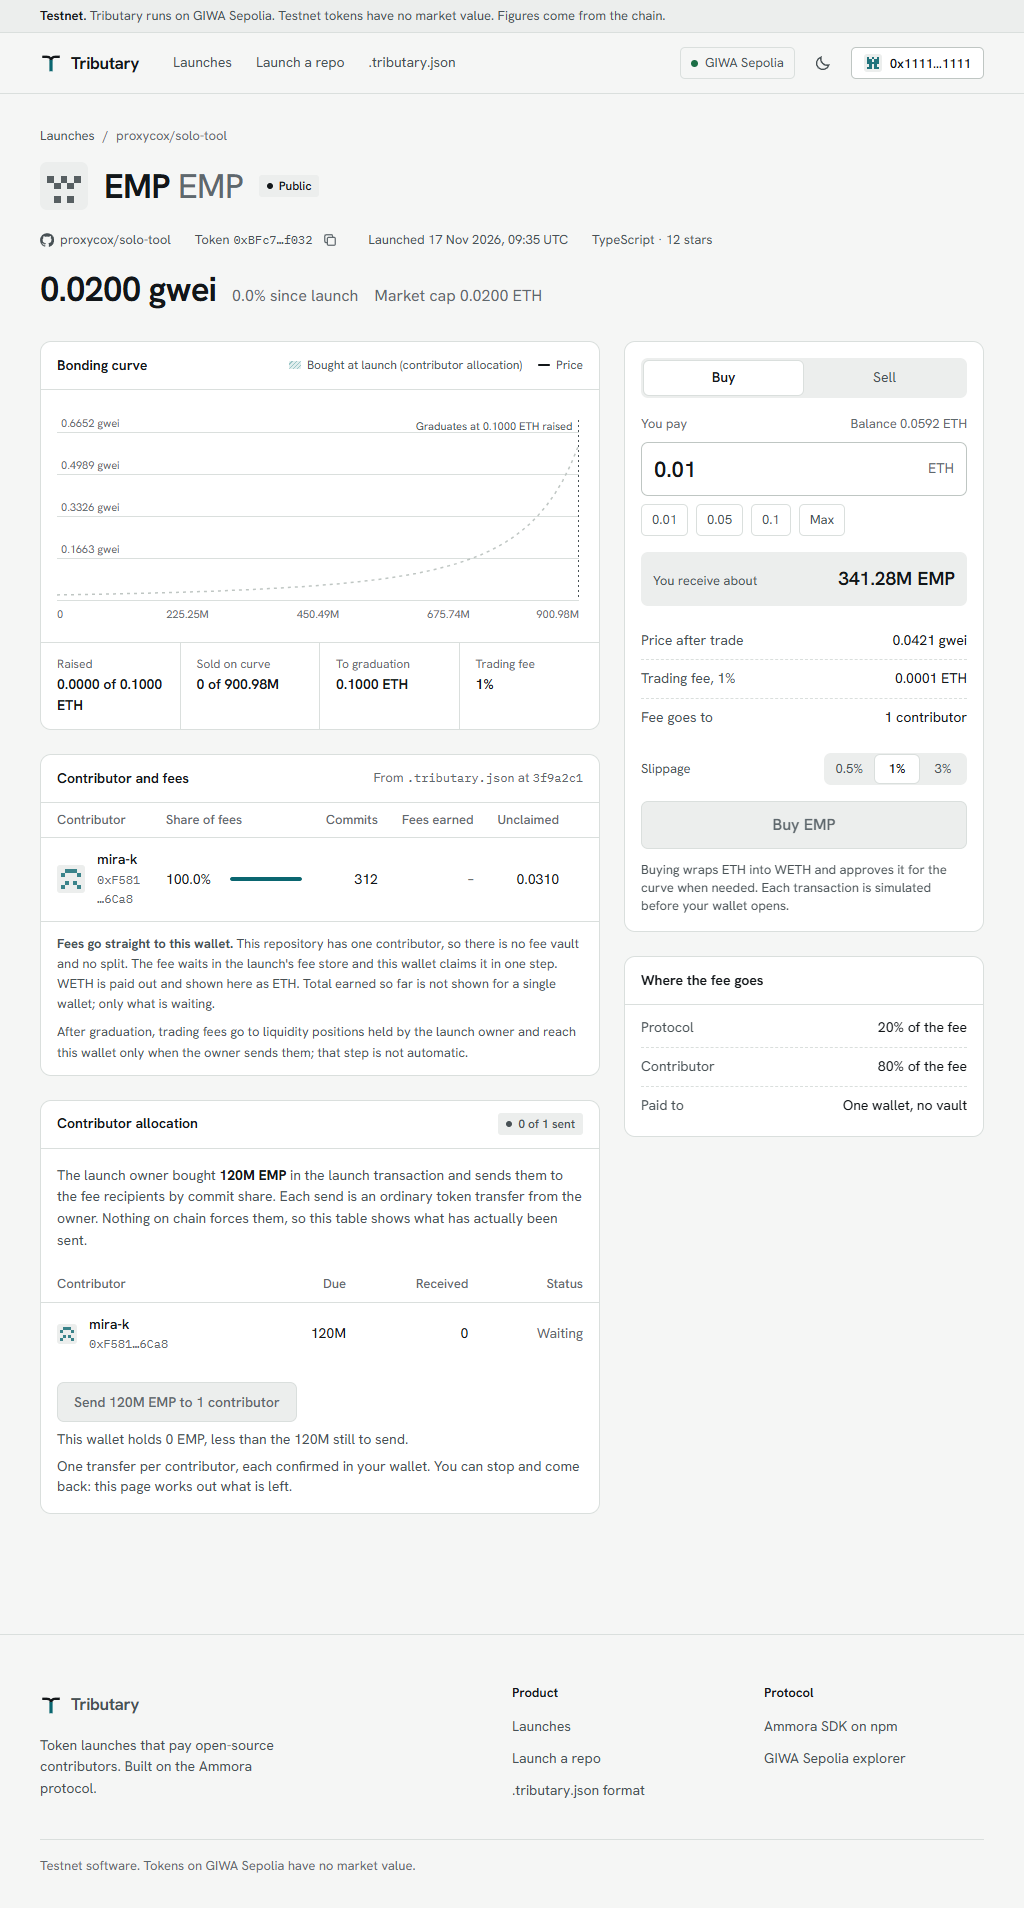 Testnet. Tributary runs on GIWA Sepolia. Testnet tokens have no market value. Figures come from the chain.
Tributary
Launches
Launch a repo
.tributary.json
GIWA Sepolia
0x1111…1111
Launches / proxycox/solo-tool
EMP EMP
Public
proxycox/solo-tool
Token 0xBFc7…f032
Launched 17 Nov 2026, 09:35 UTC
TypeScript · 12 stars
0.0200 gwei
0.0% since launch
Market cap 0.0200 ETH
Bonding curve
Bought at launch (contributor allocation)
Price
0.6652 gwei
Graduates at 0.1000 ETH raised
0.4989 gwei
0.3326 gwei
0.1663 gwei
0
225.25M
450.49M
675.74M
900.98M
Raised
0.0000 of 0.1000
ETH
Sold on curve
0 of 900.98M
To graduation
0.1000 ETH
Trading fee
1%
Contributor and fees
From .tributary.json at 3f9a2c1
Contributor
Share of fees
Commits
Fees earned
Unclaimed
mira-k
0xF581
…6Ca8
100.0%
312
–
0.0310
Fees go straight to this wallet. This repository has one contributor, so there is no fee vault
and no split. The fee waits in the launch's fee store and this wallet claims it in one step.
WETH is paid out and shown here as ETH. Total earned so far is not shown for a single
wallet; only what is waiting.
After graduation, trading fees go to liquidity positions held by the launch owner and reach
this wallet only when the owner sends them; that step is not automatic.
Contributor allocation
0 of 1 sent
The launch owner bought 120M EMP in the launch transaction and sends them to
the fee recipients by commit share. Each send is an ordinary token transfer from the
owner. Nothing on chain forces them, so this table shows what has actually been
sent.
Contributor
Due
Received
Status
mira-k
0xF581…6Ca8
120M
0
Waiting
Send 120M EMP to 1 contributor
This wallet holds 0 EMP, less than the 120M still to send.
One transfer per contributor, each confirmed in your wallet. You can stop and come
back: this page works out what is left.
Buy
Sell
You pay
Balance 0.0592 ETH
0.01
ETH
0.01
0.05
0.1
Max
You receive about
341.28M EMP
Price after trade
0.0421 gwei
Trading fee, 1%
0.0001 ETH
Fee goes to
1 contributor
Slippage
0.5%
1%
3%
Buy EMP
Buying wraps ETH into WETH and approves it for the
curve when needed. Each transaction is simulated
before your wallet opens.
Where the fee goes
Protocol
20% of the fee
Contributor
80% of the fee
Paid to
One wallet, no vault
Tributary
Token launches that pay open-source
contributors. Built on the Ammora
protocol.
Product
Launches
Launch a repo
.tributary.json format
Protocol
Ammora SDK on npm
GIWA Sepolia explorer
Testnet software. Tokens on GIWA Sepolia have no market value.